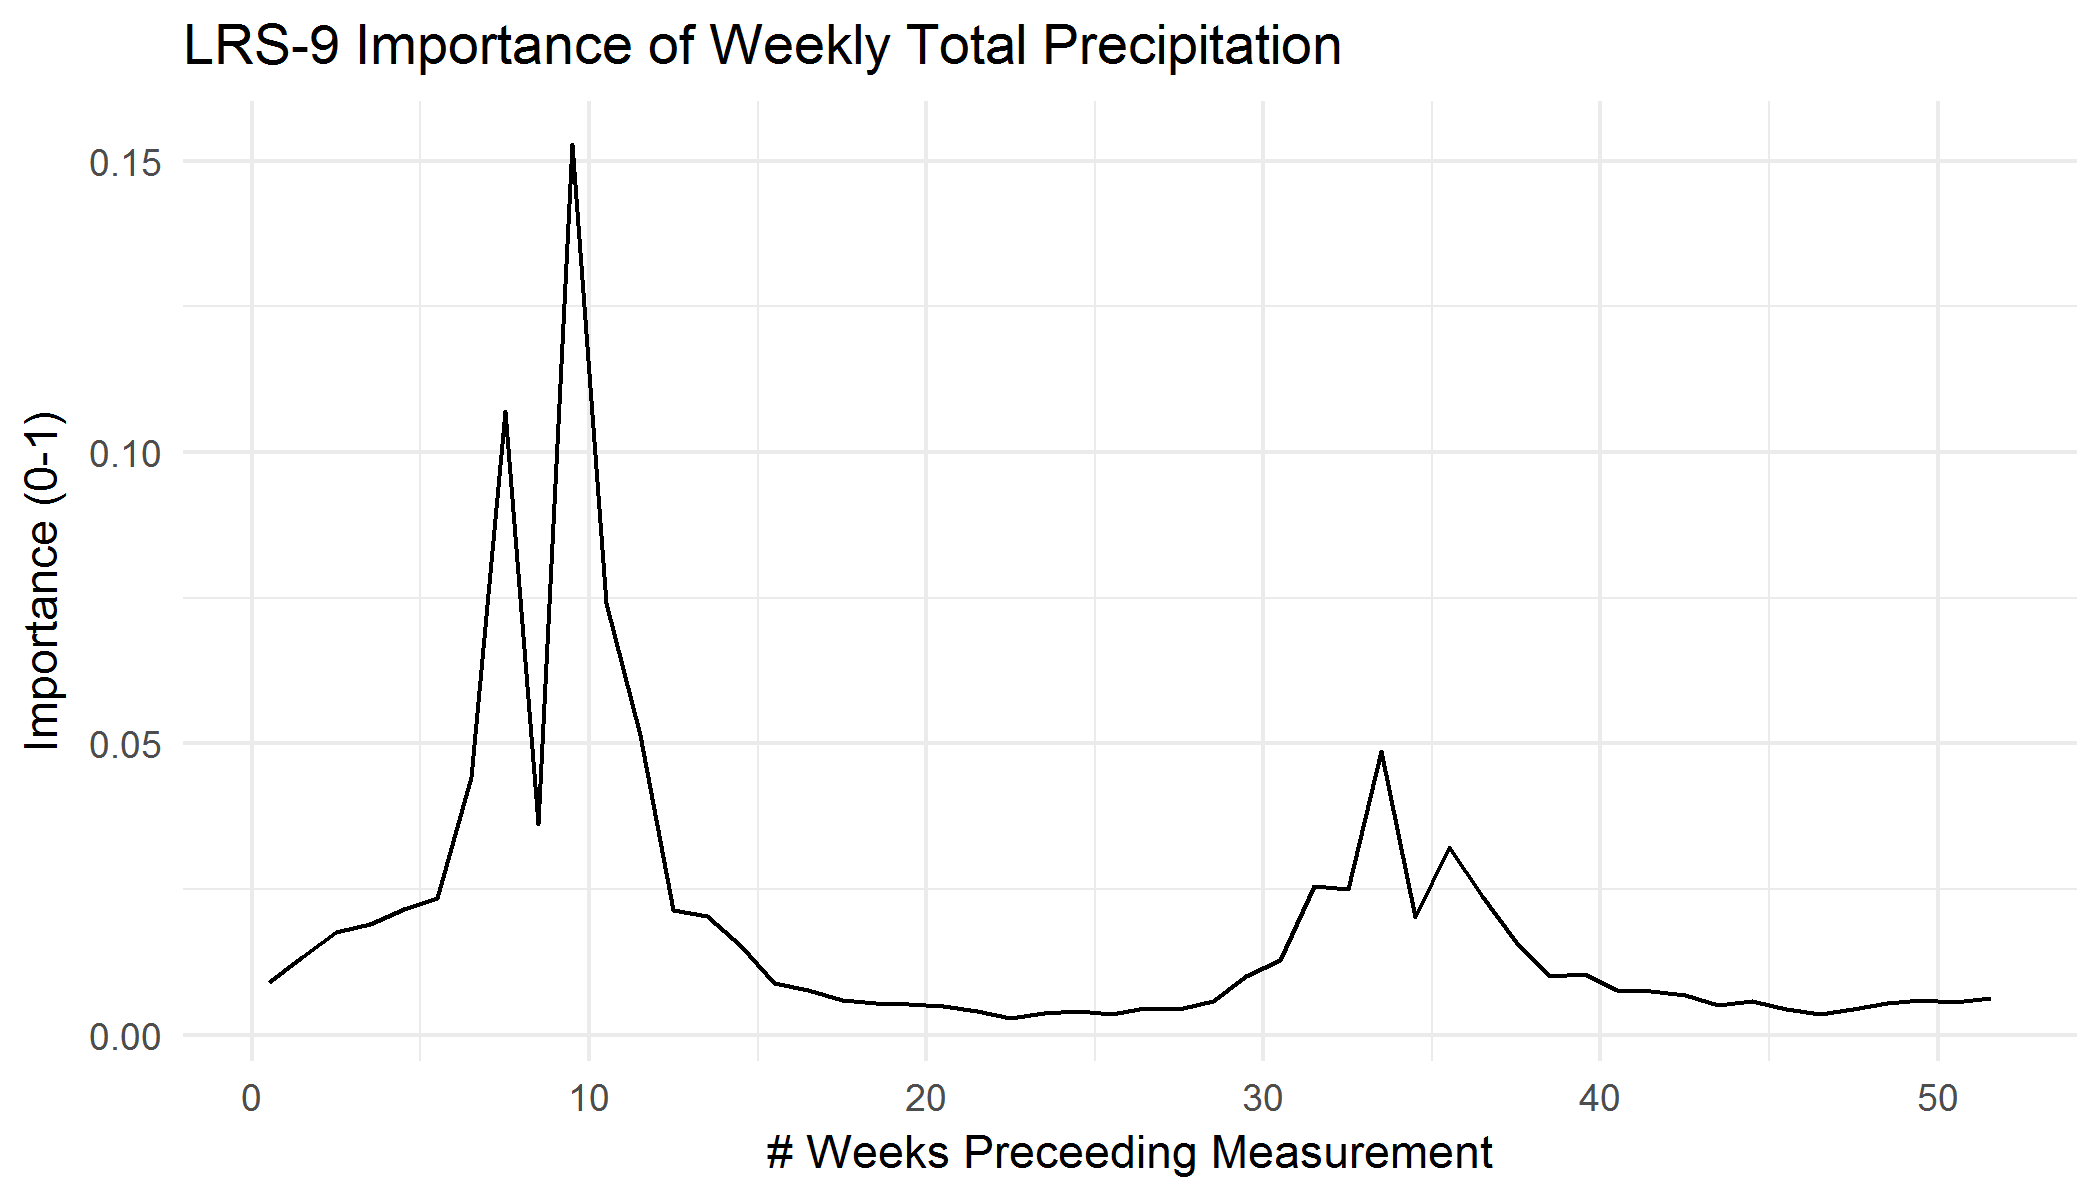 LRS-9 Importance of Weekly Total Precipitation
Importance (0-1)
0.15
0.10
0.05
0.00
0 10 20 30 40 50
# Weeks Preceeding Measurement